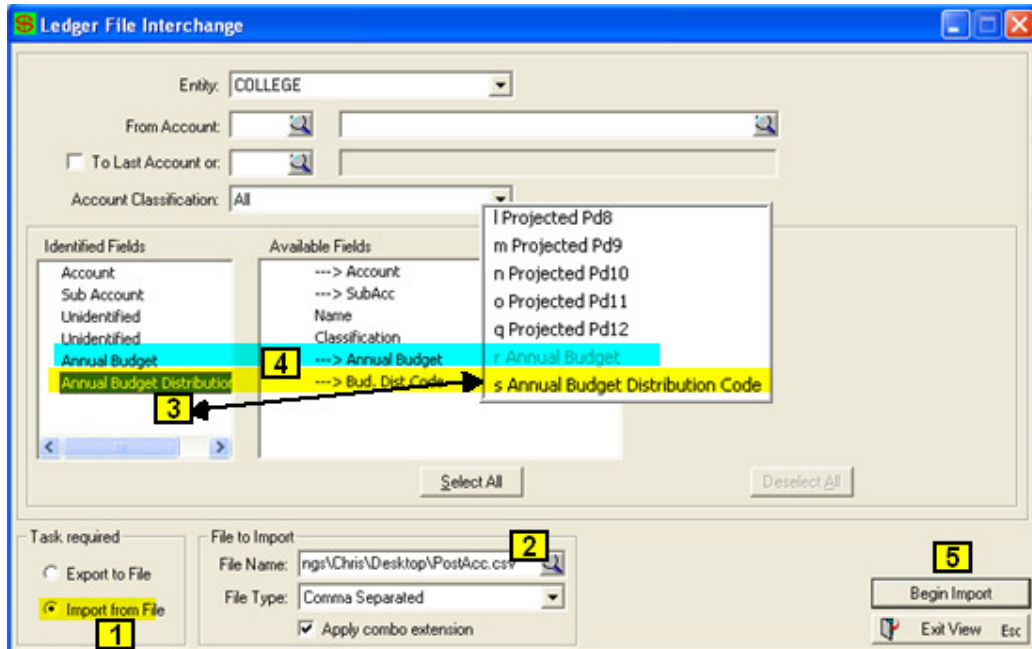 Ledger File Interchange
Entity: COLLEGE
From Account:
To Last Account or:
Account Classification: All
Identified Fields
Account
Sub Account
Unidentified
Unidentified
Annual Budget
Annual Budget Distribution
3
Available Fields
---> Account
---> SubAcc
Name
Classification
4
---> Annual Budget
---> Bud. Dist Code
l Projected Pd8
m Projected Pd9
n Projected Pd10
o Projected Pd11
q Projected Pd12
r Annual Budget
s Annual Budget Distribution Code
Select All
Deselect All
Task required
Export to File
Import from File
1
File to Import
2
File Name: ngs\Chris\Desktop\PostAcc.csv
File Type: Comma Separated
Apply combo extension
5
Begin Import
Exit View Esc